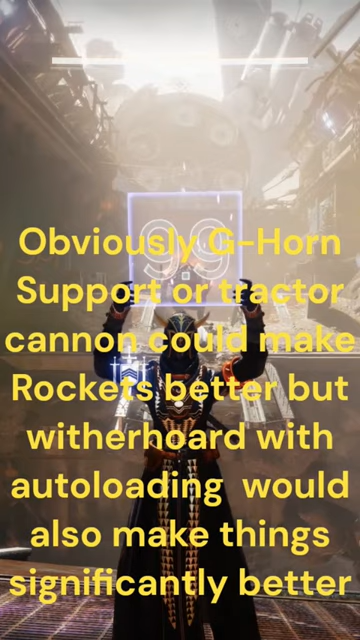 Obviously G-Horn
Support or tractor
cannon could make
Rockets better but
witherhoard with
autoloading would
also make things
significantly better